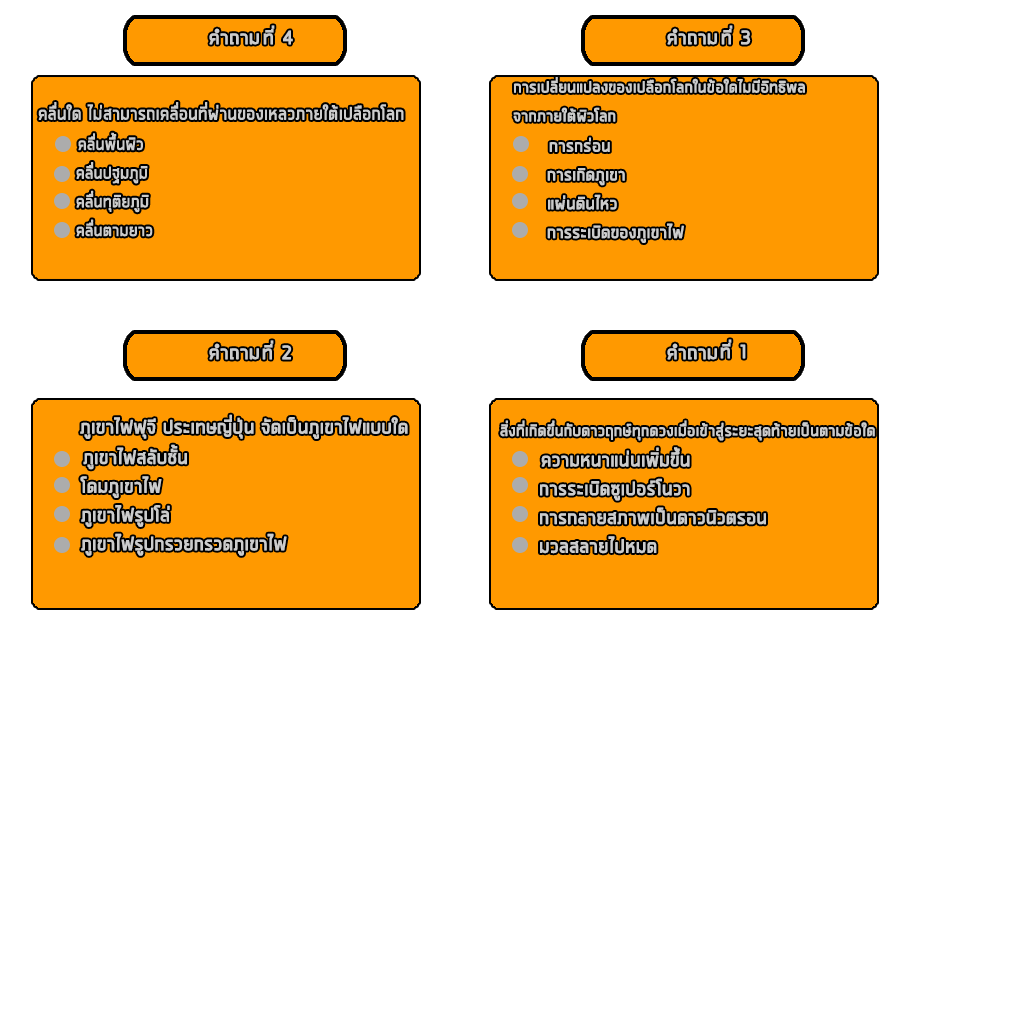 คำถามที่ 4
คลื่นใด ไม่สามารถเคลื่อนที่ผ่านของเหลวภายใต้เปลือกโลก
คลื่นพื้นผิว
คลื่นปฐมภูมิ
คลื่นทุติยภูมิ
คลื่นตามยาว
คำถามที่ 3
การเปลี่ยนแปลงของเปลือกโลกในข้อใดไม่มีอิทธิพล
จากภายใต้ผิวโลก
การกร่อน
การเกิดภูเขา
แผ่นดินไหว
การระเบิดของภูเขาไฟ
คำถามที่ 2
ภูเขาไฟฟุจี ประเทษญี่ปุ่น จัดเป็นภูเขาไฟแบบใด
ภูเขาไฟสลับชั้น
โดมภูเขาไฟ
ภูเขาไฟรูปโล่
ภูเขาไฟรูปกรวยกรวดภูเขาไฟ
คำถามที่ 1
สิ่งที่เกิดขึ่นกับดาวฤกษ์ทุกดวงเมื่อเข้าสู่ระยะสุดท้ายเป็นตามข้อใด
ความหนาแน่นเพิ่มขึ้น
การระเบิดซูเปอร์โนวา
การกลายสภาพเป็นดาวนิวตรอน
มวลสลายไปหมด